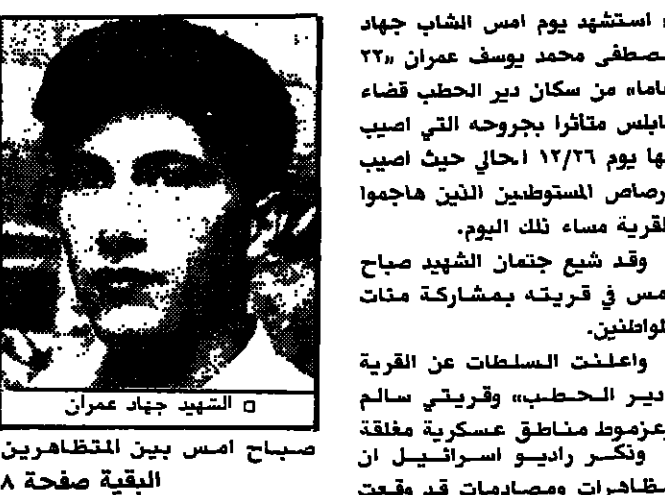 استشهد يوم امس الشاب جهاد
مصطفى محمد يوسف عمران «٢٢
عاما» من سكان دير الحطب قضاء
نابلس متأثرا بجروحه التي اصيب
بها يوم ١٢/٢٦ الحالي حيث اصيب
برصاص المستوطنين الذين هاجموا
القرية مساء ذلك اليوم.
وقد شيع جثمان الشهيد صباح
امس في قريته بمشاركة مئات
المواطنين.
واعلنت السلطات عن القرية
«دير الحطب» وقريتي سالم
وعزموط مناطق عسكرية مغلقة
وذكر راديو اسرائيل ان
مظاهرات ومصادمات قد وقعت
□ الشهيد جهاد عمران
صباح امس بين المتظاهرين
البقية صفحة ٨